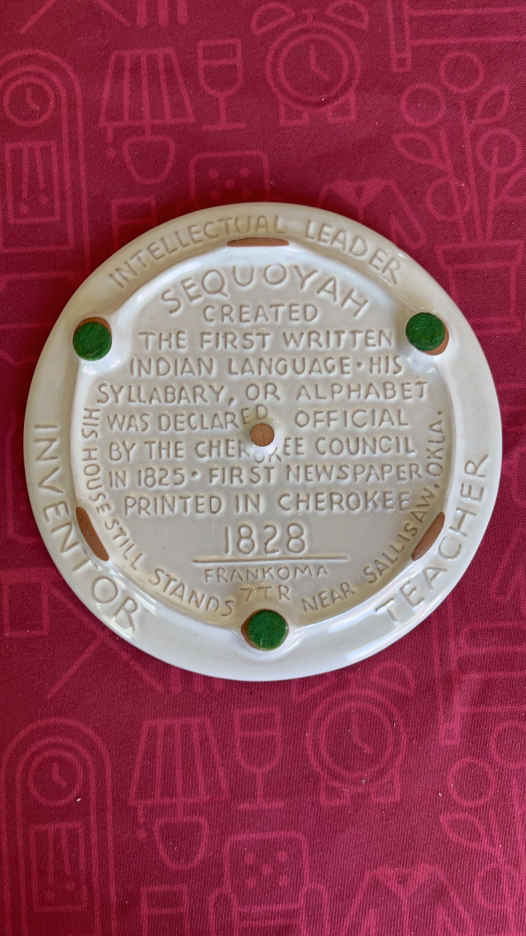 INTELLECTUAL LEADER
SEQUOYAH
CREATED
THE FIRST WRITTEN
INDIAN LANGUAGE • HIS
SYLLABARY, OR ALPHABET
WAS DECLARED OFFICIAL
BY THE CHEROKEE COUNCIL
IN 1825 • FIRST NEWSPAPER
PRINTED IN CHEROKEE
1828
FRANKOMA
7TR
HIS HOUSE STILL STANDS NEAR SALLISAW, OKLA.
INVENTOR
TEACHER